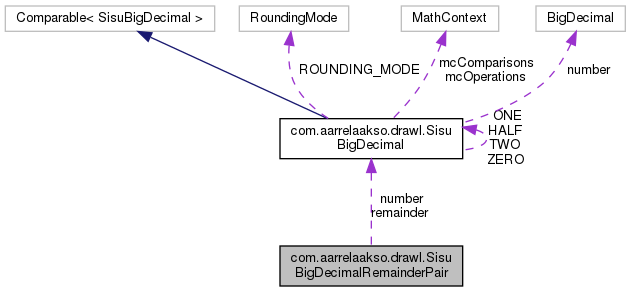 Comparable< SisuBigDecimal >
RoundingMode
MathContext
BigDecimal
ROUNDING_MODE
mcComparisons
mcOperations
number
com.aarrelaakso.drawl.Sisu
BigDecimal
ONE
HALF
TWO
ZERO
number
remainder
com.aarrelaakso.drawl.Sisu
BigDecimalRemainderPair